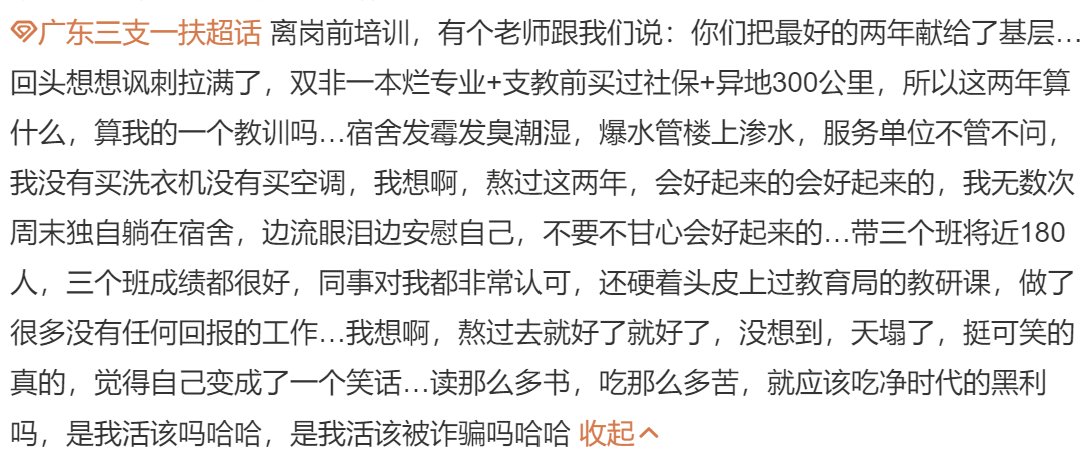 广东三支一扶超话 离岗前培训，有个老师跟我们说：你们把最好的两年献给了基层...
回头想想讽刺拉满了，双非一本烂专业+支教前买过社保+异地300公里，所以这两年算
什么，算我的一个教训吗...宿舍发霉发臭潮湿，爆水管楼上渗水，服务单位不管不问，
我没有买洗衣机没有买空调，我想啊，熬过这两年，会好起来的会好起来的，我无数次
周末独自躺在宿舍，边流眼泪边安慰自己，不要不甘心会好起来的...带三个班将近180
人，三个班成绩都很好，同事对我都非常认可，还硬着头皮上过教育局的教研课，做了
很多没有任何回报的工作...我想啊，熬过去就好了就好了，没想到，天塌了，挺可笑的
真的，觉得自己变成了一个笑话...读那么多书，吃那么多苦，就应该吃净时代的黑利
吗，是我活该吗哈哈，是我活该被诈骗吗哈哈 收起